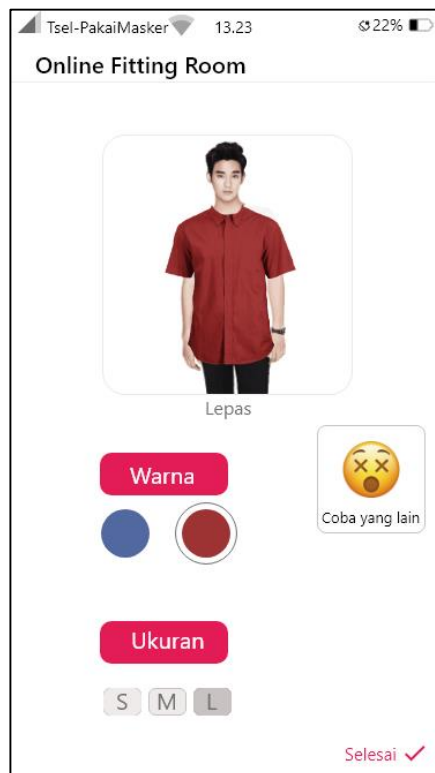 Tsel-PakaiMasker 13.23 22%
Online Fitting Room
Lepas
Warna
Coba yang lain
Ukuran
S M L
Selesai